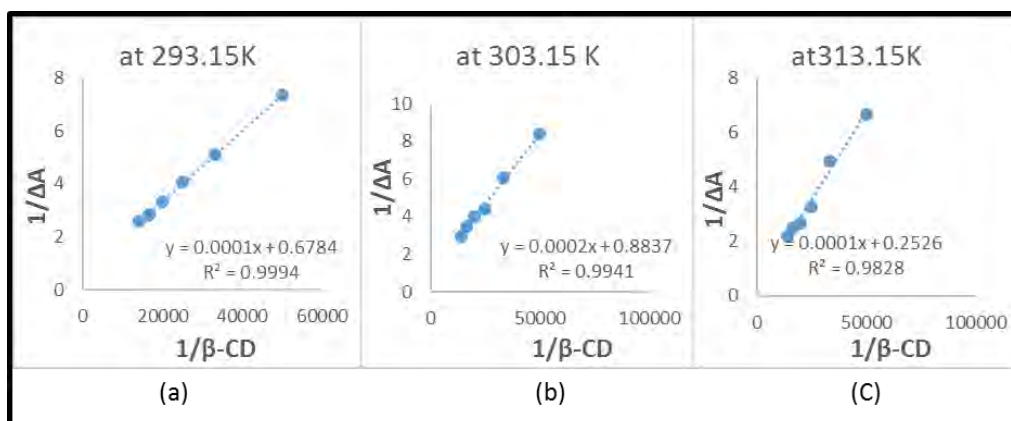 at 293.15K
8
6
4
2
0
1/ΔA
y = 0.0001x + 0.6784
R² = 0.9994
0 20000 40000 60000
1/β-CD
(a)
at 303.15 K
10
8
6
4
2
0
1/ΔA
y = 0.0002x + 0.8837
R² = 0.9941
0 50000 100000
1/β-CD
(b)
at313.15K
8
6
4
2
0
1/ΔA
y = 0.0001x + 0.2526
R² = 0.9828
0 50000 100000
1/β-CD
(C)